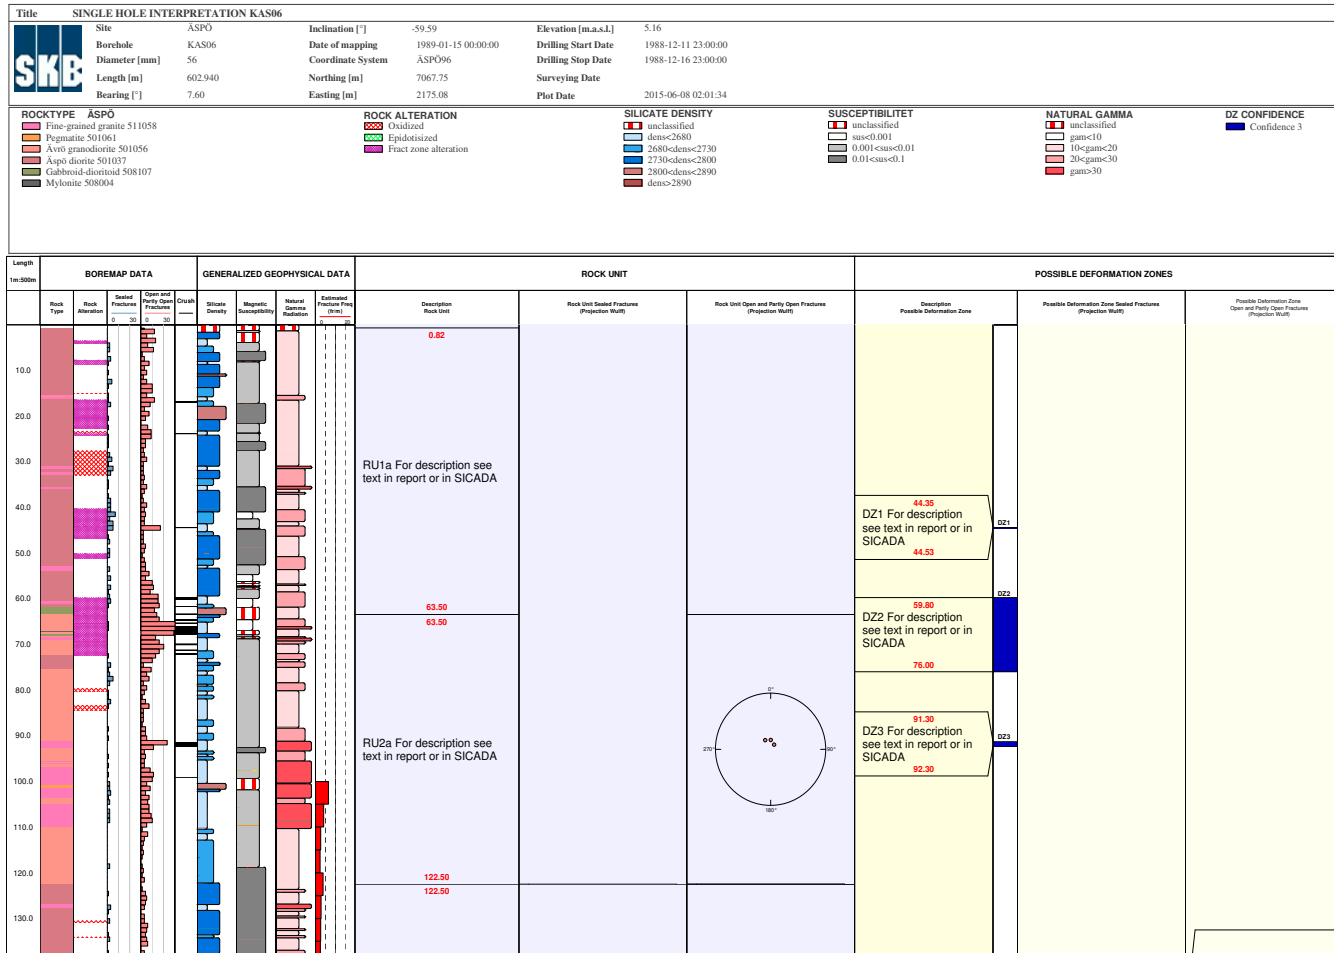 Title SINGLE HOLE INTERPRETATION KAS06
SKB
Site ÄSPÖ Inclination [°] -59.59 Elevation [m.a.s.l.] 5.16
Borehole KAS06 Date of mapping 1989-01-15 00:00:00 Drilling Start Date 1988-12-11 23:00:00
Diameter [mm] 56 Coordinate System ÄSPÖ96 Drilling Stop Date 1988-12-16 23:00:00
Length [m] 602.940 Northing [m] 7067.75 Surveying Date
Bearing [°] 7.60 Easting [m] 2175.08 Plot Date 2015-06-08 02:01:34
ROCKTYPE ÄSPÖ
Fine-grained granite 511058
Pegmatite 501061
Ävrö granodiorite 501056
Äspö diorite 501037
Gabbroid-dioritoid 508107
Mylonite 508004
ROCK ALTERATION
Oxidized
Epidotisized
Fract zone alteration
SILICATE DENSITY
unclassified
dens<2680
2680<dens<2730
2730<dens<2800
2800<dens<2890
dens>2890
SUSCEPTIBILITET
unclassified
sus<0.001
0.001<sus<0.01
0.01<sus<0.1
NATURAL GAMMA
unclassified
gam<10
10<gam<20
20<gam<30
gam>30
DZ CONFIDENCE
Confidence 3
Length
1m:500m
BOREMAP DATA
GENERALIZED GEOPHYSICAL DATA
ROCK UNIT
POSSIBLE DEFORMATION ZONES
Rock
Type
Rock
Alteration
Sealed
Fractures
0 30
Open and
Partly Open
Fractures
0 30
Crush
Silicate
Density
Magnetic
Susceptibility
Natural
Gamma
Radiation
Estimated
Fracture Freq
(fr/m)
0 20
Description
Rock Unit
Rock Unit Sealed Fractures
(Projection Wulff)
Rock Unit Open and Partly Open Fractures
(Projection Wulff)
Description
Possible Deformation Zone
Possible Deformation Zone Sealed Fractures
(Projection Wulff)
Possible Deformation Zone
Open and Partly Open Fractures
(Projection Wulff)
10.0
20.0
30.0
40.0
50.0
60.0
70.0
80.0
90.0
100.0
110.0
120.0
130.0
0.82
RU1a For description see
text in report or in SICADA
63.50
63.50
RU2a For description see
text in report or in SICADA
122.50
122.50
0°
90°
180°
270°
44.35
DZ1 For description
see text in report or in
SICADA
44.53
DZ1
59.80
DZ2 For description
see text in report or in
SICADA
76.00
DZ2
91.30
DZ3 For description
see text in report or in
SICADA
92.30
DZ3